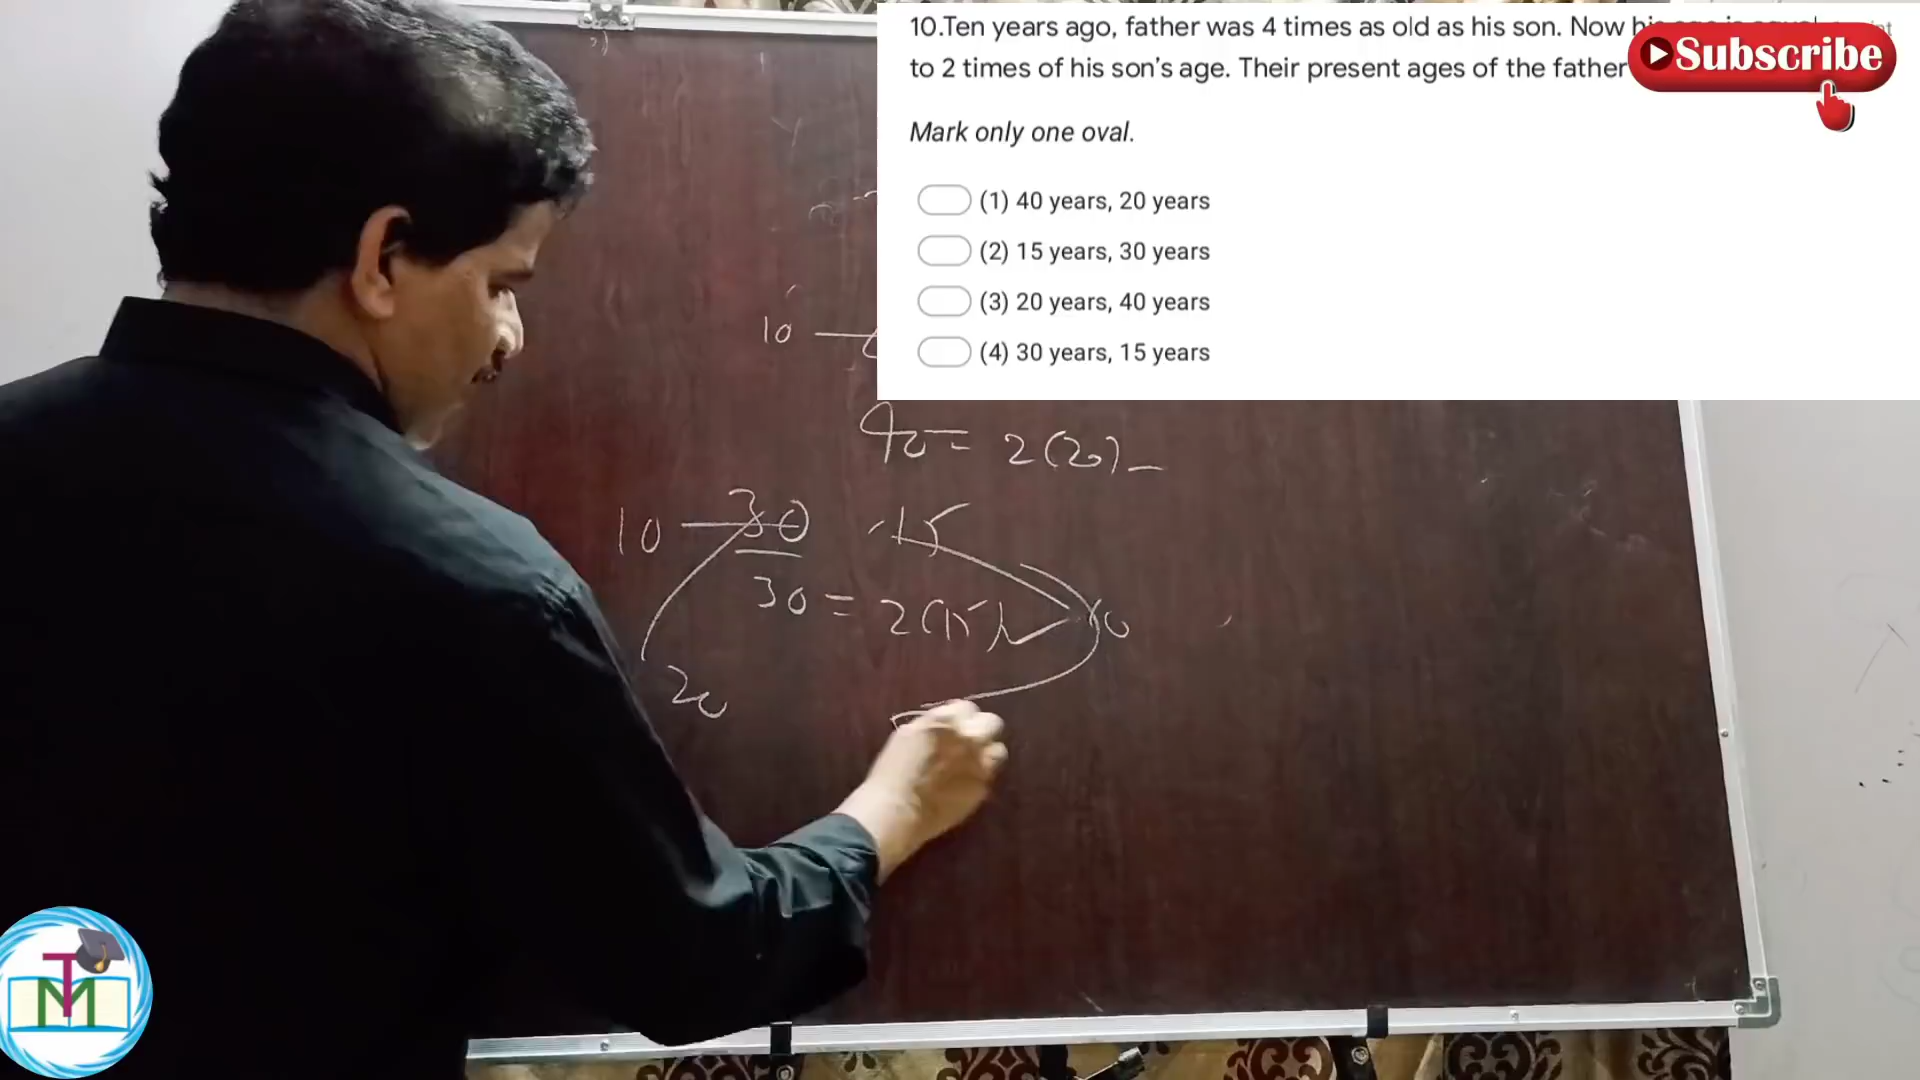 10.Ten years ago, father was 4 times as old as his son. Now his
to 2 times of his son's age. Their present ages of the father
Subscribe
Mark only one oval.
(1) 40 years, 20 years
(2) 15 years, 30 years
(3) 20 years, 40 years
(4) 30 years, 15 years
10
40 = 2(20)
10 30 15
30 = 2(15)
10
20
TM